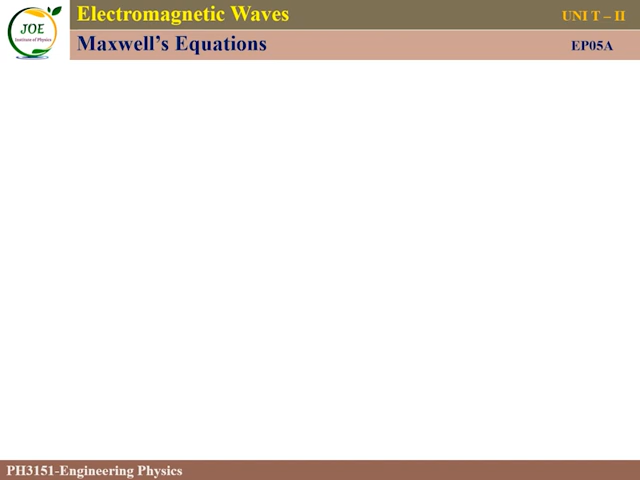 JOE
Institute of Physics
Electromagnetic Waves
UNI T – II
Maxwell’s Equations
EP05A
PH3151-Engineering Physics